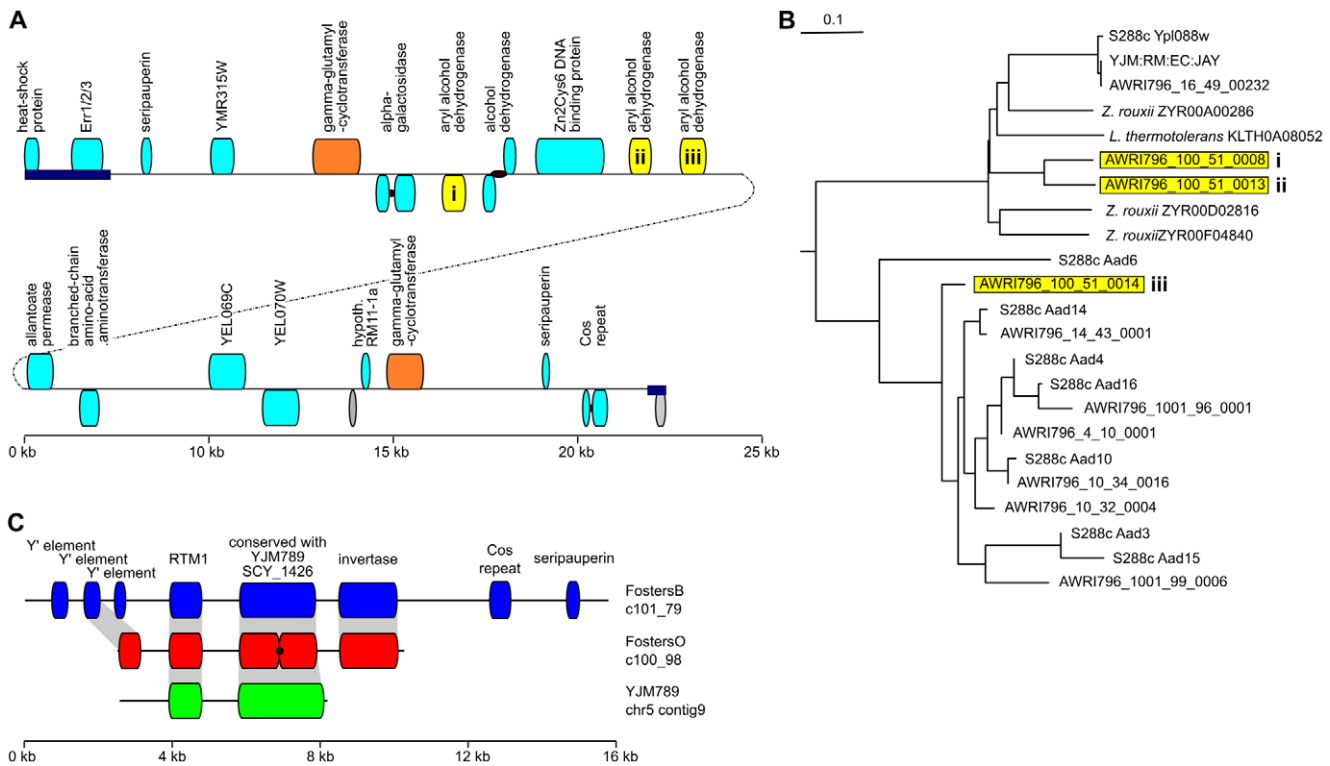 A
heat-shock
protein
Err1/2/3
seripauperin
YMR315W
gamma-glutamyl
-cyclotransferase
alpha-
galactosidase
aryl alcohol
dehydrogenase
alcohol
dehydrogenase
Zn2Cys6 DNA
binding protein
aryl alcohol
dehydrogenase
aryl alcohol
dehydrogenase
i
ii
iii
allantoate
permease
branched-chain
amino-acid
.aminotransferase
YEL069C
YEL070W
hypoth.
RM11-1a
gamma-glutamyl
-cyclotransferase
seripauperin
Cos
repeat
0 kb
10 kb
15 kb
20 kb
25 kb
B
0.1
S288c Ypl088w
YJM:RM:EC:JAY
AWRI796_16_49_00232
Z. rouxii ZYR00A00286
L. thermotolerans KLTH0A08052
AWRI796_100_51_0008 i
AWRI796_100_51_0013 ii
Z. rouxii ZYR00D02816
Z. rouxiiZYR00F04840
S288c Aad6
AWRI796_100_51_0014 iii
S288c Aad14
AWRI796_14_43_0001
S288c Aad4
S288c Aad16
AWRI796_1001_96_0001
AWRI796_4_10_0001
S288c Aad10
AWRI796_10_34_0016
AWRI796_10_32_0004
S288c Aad3
S288c Aad15
AWRI796_1001_99_0006
C
Y' element
Y' element
Y' element
RTM1
conserved with
YJM789
SCY_1426
invertase
Cos
repeat
seripauperin
FostersB
c101_79
FostersO
c100_98
YJM789
chr5 contig9
0 kb
4 kb
8 kb
12 kb
16 kb